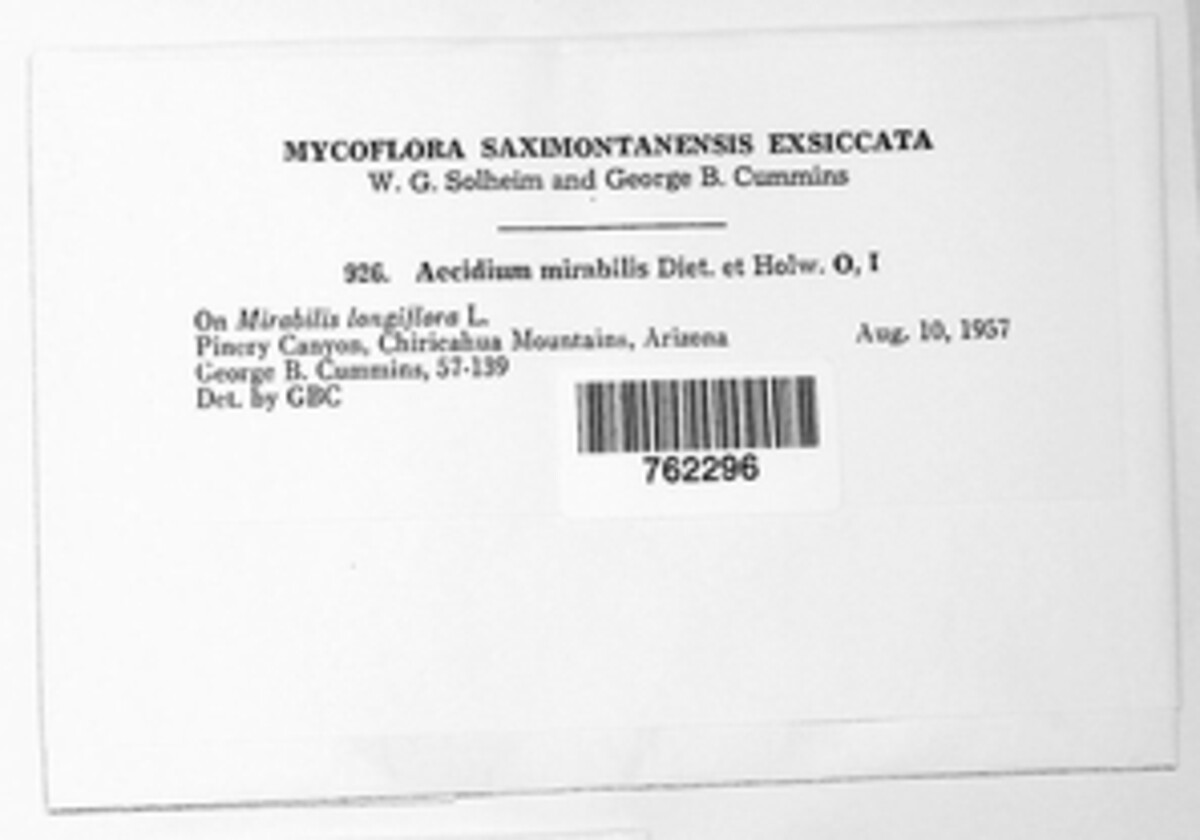 MYCOFLORA SAXIMONTANENSIS EXSICCATA
W. G. Solheim and George B. Cummins
926. Aecidium mirabilis Diet. et Holw. O, I
On Mirabilis longiflora L.
Pinery Canyon, Chiricahua Mountains, Arizona Aug. 10, 1957
George B. Cummins, 57-139
Det. by GBC
762296